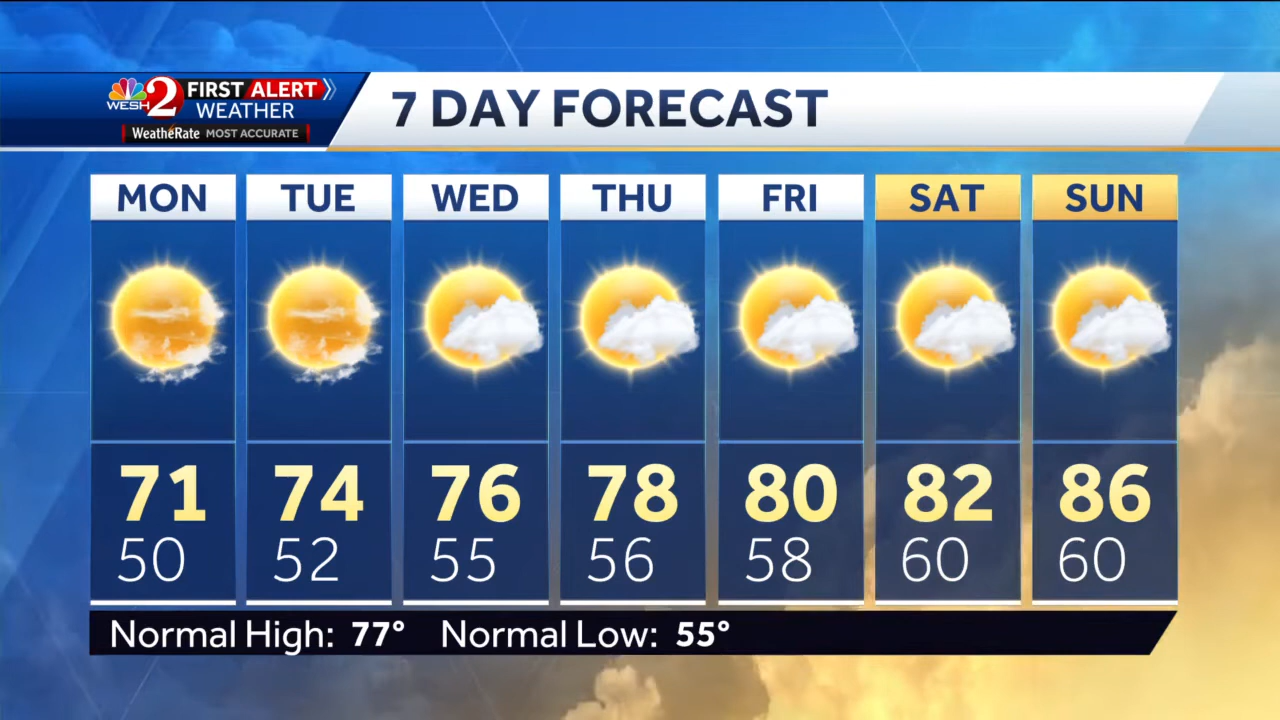 WESH 2 FIRST ALERT
WEATHER
WeatheRate MOST ACCURATE
7 DAY FORECAST
MON TUE WED THU FRI SAT SUN
71 74 76 78 80 82 86
50 52 55 56 58 60 60
Normal High: 77° Normal Low: 55°